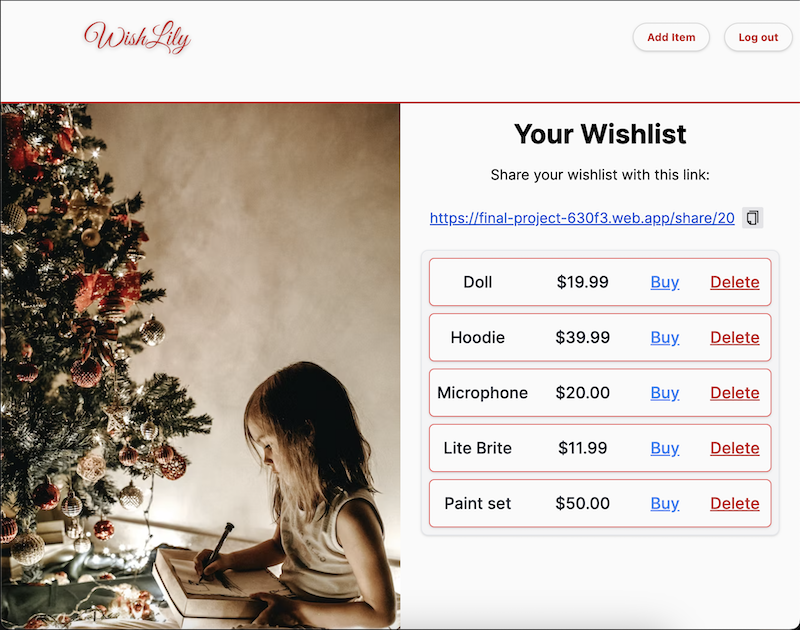 WishLily
Add Item
Log out
Your Wishlist
Share your wishlist with this link:
https://final-project-630f3.web.app/share/20
Doll $19.99 Buy Delete
Hoodie $39.99 Buy Delete
Microphone $20.00 Buy Delete
Lite Brite $11.99 Buy Delete
Paint set $50.00 Buy Delete